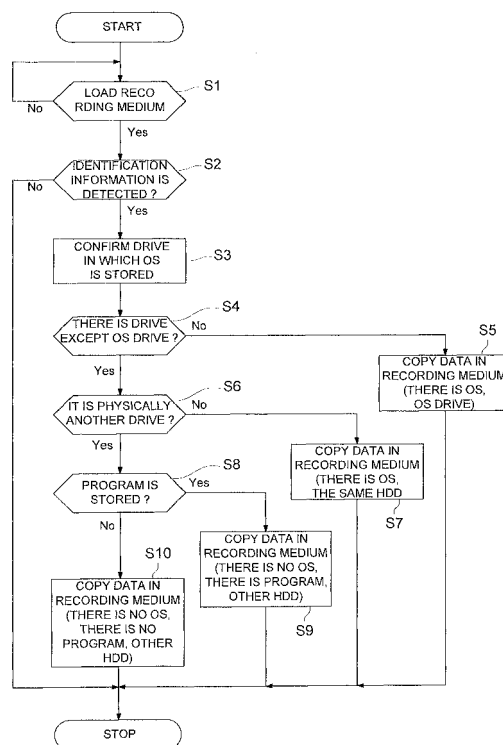 START
LOAD RECO
RDING MEDIUM
S1
No
Yes
IDENTIFICATION
INFORMATION IS
DETECTED ?
S2
No
Yes
CONFIRM DRIVE
IN WHICH OS
IS STORED
S3
THERE IS DRIVE
EXCEPT OS DRIVE ?
S4
No
Yes
S5
COPY DATA IN
RECORDING MEDIUM
(THERE IS OS,
OS DRIVE)
IT IS PHYSICALLY
ANOTHER DRIVE ?
S6
No
Yes
COPY DATA IN
RECORDING MEDIUM
(THERE IS OS,
THE SAME HDD
S7
PROGRAM IS
STORED ?
S8
Yes
No
COPY DATA IN
RECORDING MEDIUM
(THERE IS NO OS,
THERE IS PROGRAM,
OTHER HDD)
S9
S10
COPY DATA IN
RECORDING MEDIUM
(THERE IS NO OS,
THERE IS NO
PROGRAM, OTHER
HDD)
STOP